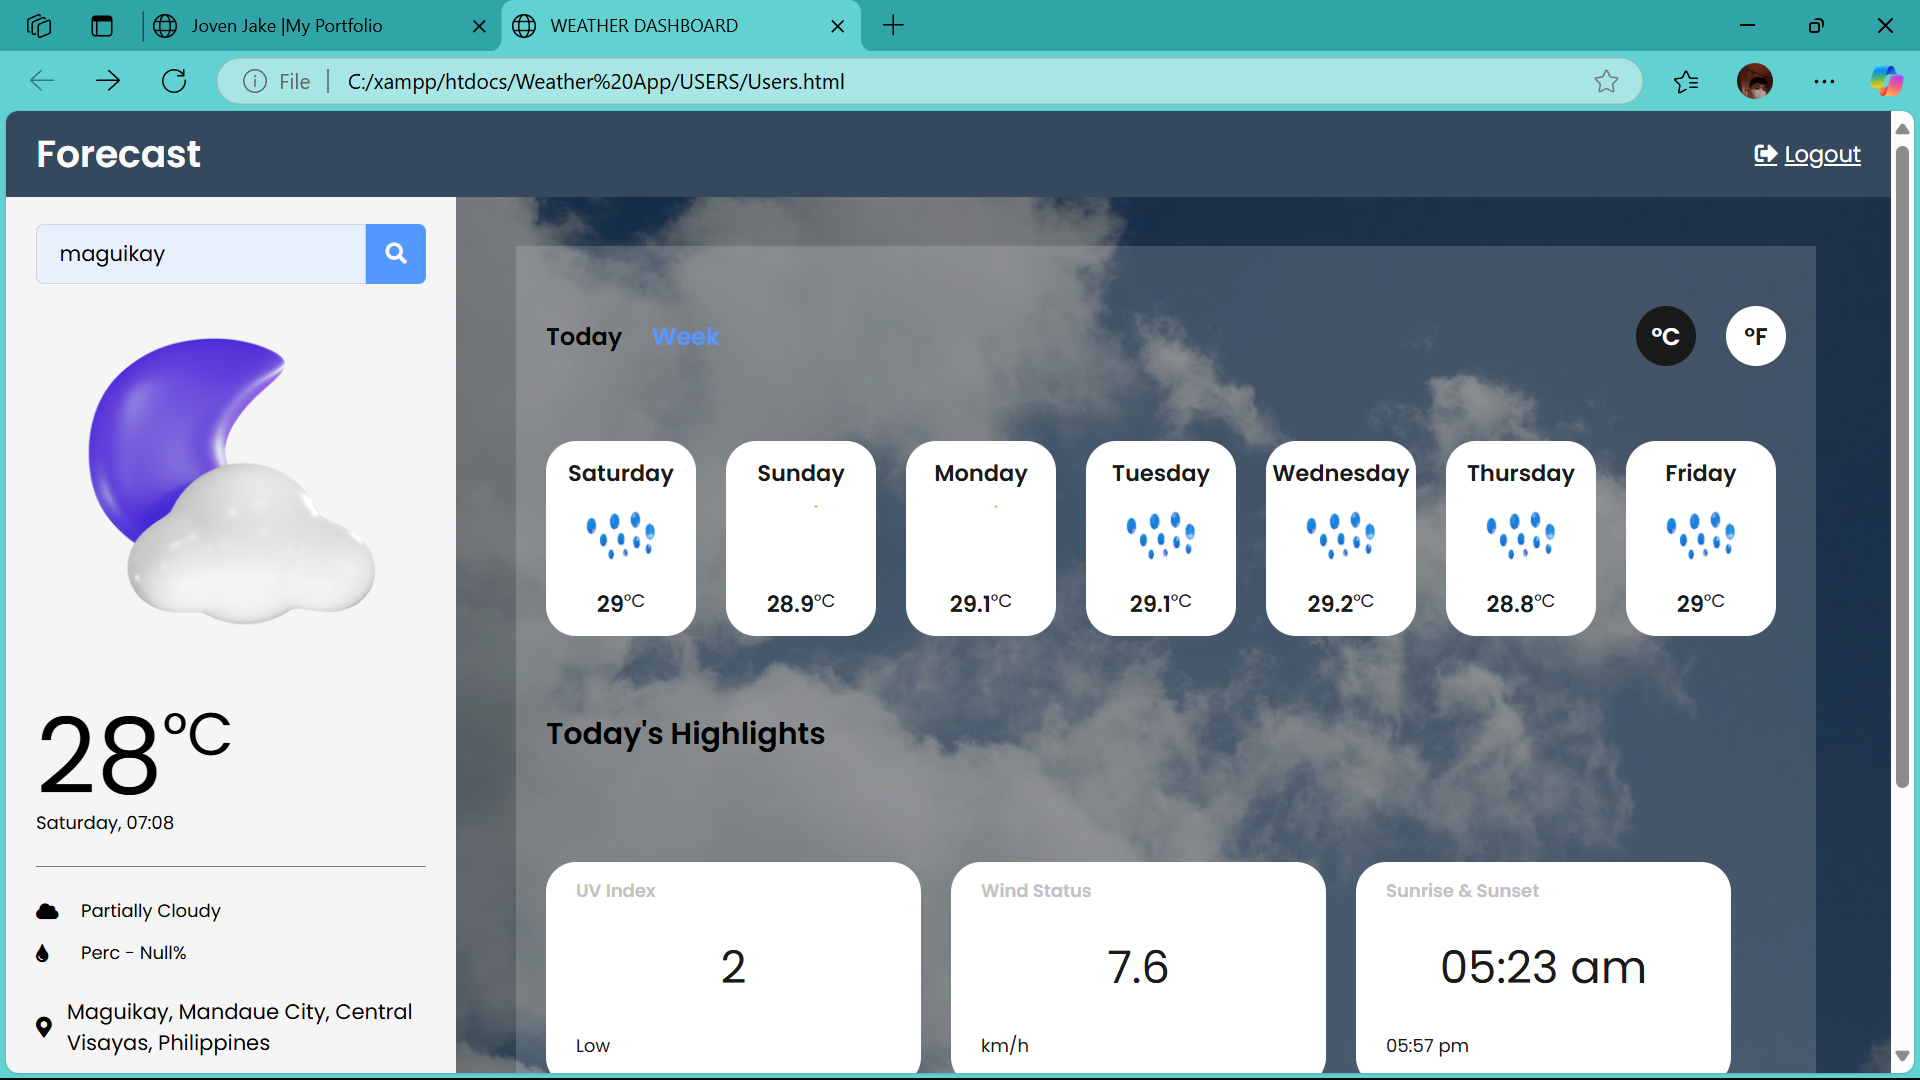 Joven Jake |My Portfolio
WEATHER DASHBOARD
File
C:/xampp/htdocs/Weather%20App/USERS/Users.html
Forecast
Logout
maguikay
28°C
Saturday, 07:08
Partially Cloudy
Perc - Null%
Maguikay, Mandaue City, Central
Visayas, Philippines
Today Week
°C °F
Saturday
29°C
Sunday
28.9°C
Monday
29.1°C
Tuesday
29.1°C
Wednesday
29.2°C
Thursday
28.8°C
Friday
29°C
Today's Highlights
UV Index
2
Low
Wind Status
7.6
km/h
Sunrise & Sunset
05:23 am
05:57 pm